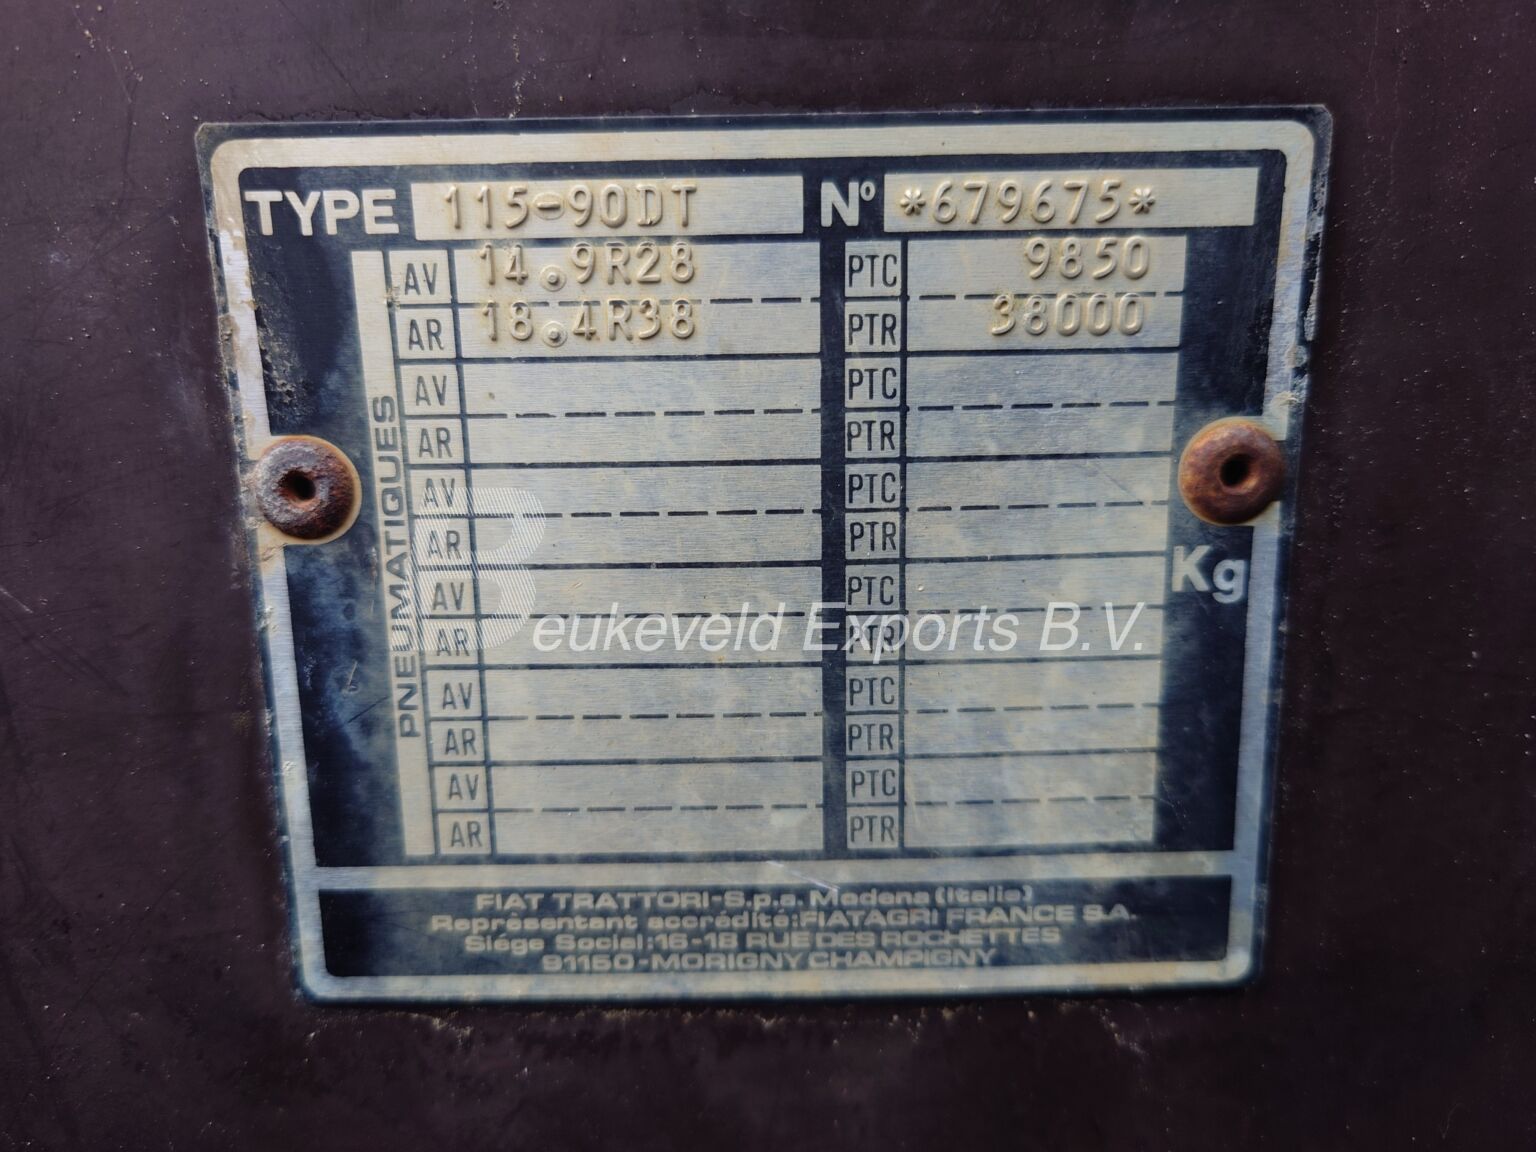 TYPE 115-90DT Nº *679675*
AV 14.9R28 PTC 9850
AR 18.4R38 PTR 38000
AV PTC
AR PTR
AV PTC
AR PTR
AV PTC
AR PTR
AV PTC
AR PTR
AV PTC
AR PTR
PNEUMATIQUES
Kg
Beukeveld Exports B.V.
FIAT TRATTORI-S.p.a. Modena (Italia)
Représentant accrédité: FIATAGRI FRANCE S.A.
Siége Social: 16-18 RUE DES ROCHETTES
91150-MORIGNY CHAMPIGNY